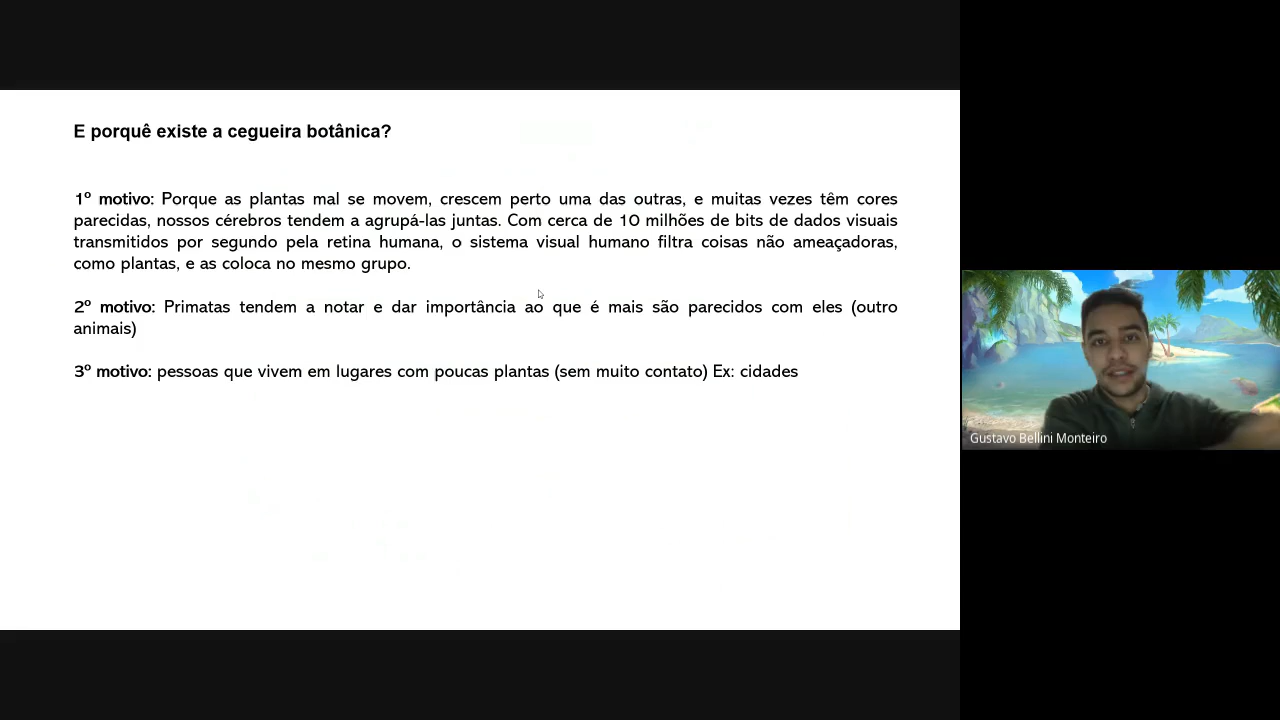 E porquê existe a cegueira botânica?
1º motivo: Porque as plantas mal se movem, crescem perto uma das outras, e muitas vezes têm cores
parecidas, nossos cérebros tendem a agrupá-las juntas. Com cerca de 10 milhões de bits de dados visuais
transmitidos por segundo pela retina humana, o sistema visual humano filtra coisas não ameaçadoras,
como plantas, e as coloca no mesmo grupo.
2º motivo: Primatas tendem a notar e dar importância ao que é mais são parecidos com eles (outro
animais)
3º motivo: pessoas que vivem em lugares com poucas plantas (sem muito contato) Ex: cidades
Gustavo Bellini Monteiro